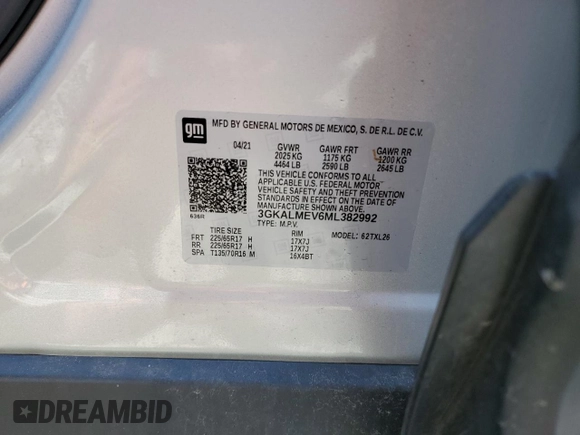 gm
MFD BY GENERAL MOTORS DE MEXICO, S. DE R.L. DE C.V.
04/21 GVWR GAWR FRT GAWR RR
2025 KG 1175 KG 1200 KG
4464 LB 2590 LB 2645 LB
THIS VEHICLE CONFORMS TO ALL
APPLICABLE U.S. FEDERAL MOTOR
VEHICLE SAFETY AND THEFT PREVENTION
STANDARDS IN EFFECT ON THE DATE OF
MANUFACTURE SHOWN ABOVE.
636R 3GKALMEV6ML382992
TYPE: M.P.V. MODEL: 62TXL26
TIRE SIZE RIM
FRT 225/65R17 H 17X7J
RR 225/65R17 H 17X7J
SPA T135/70R16 M 16X4BT
DREAMBID